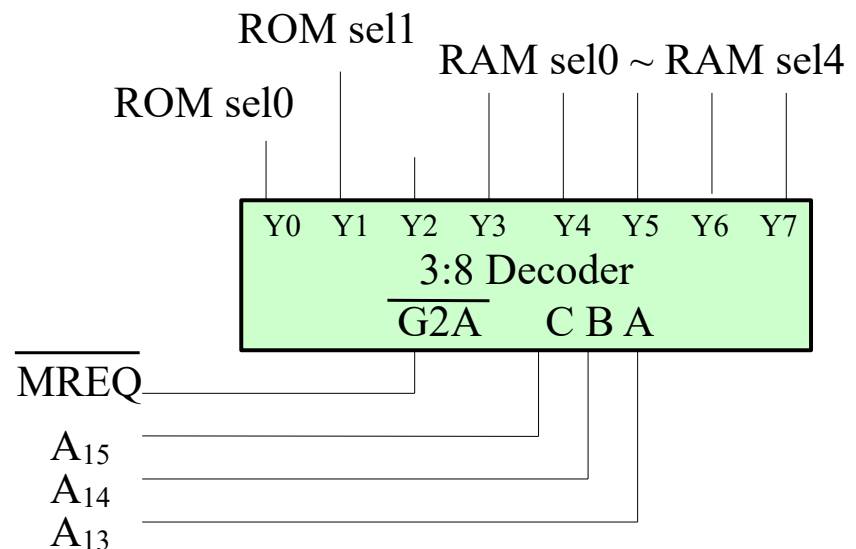 ROM sel1
RAM sel0 ~ RAM sel4
ROM sel0
Y0 Y1 Y2 Y3 Y4 Y5 Y6 Y7
3:8 Decoder
G2A C B A
MREQ
A15
A14
A13